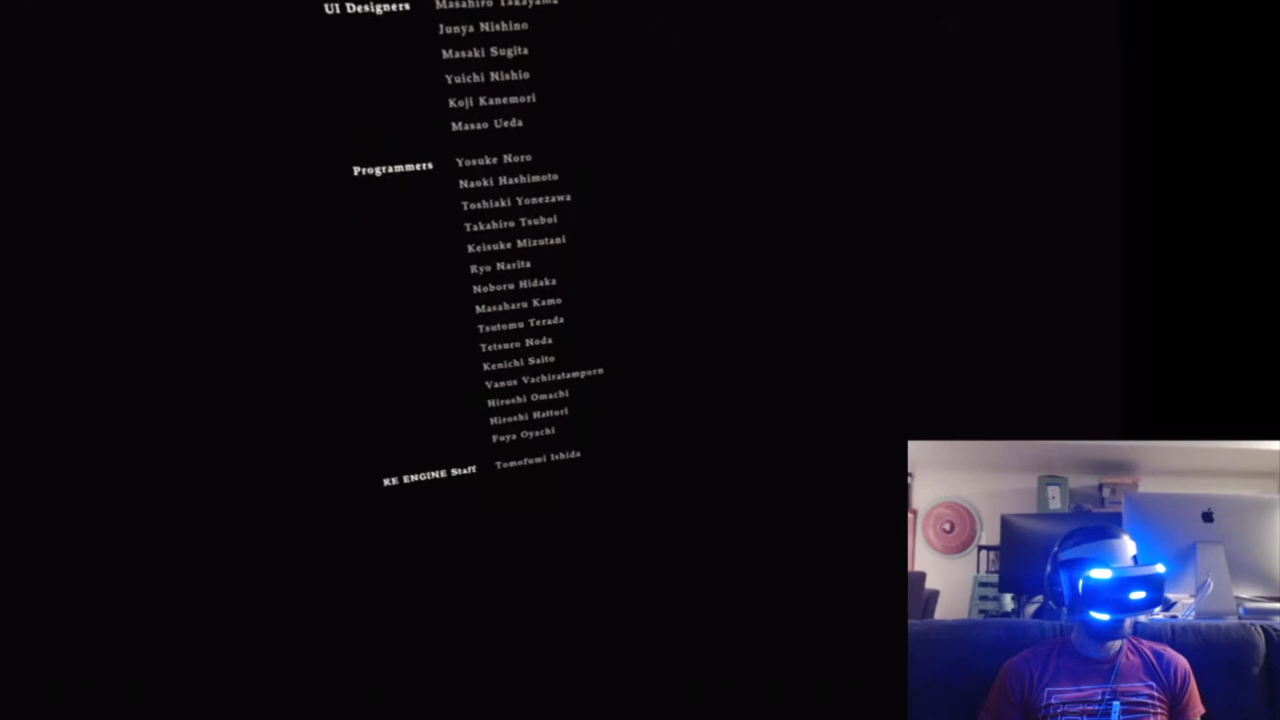 UI Designers Masahiro Takayama
Junya Nishino
Masaki Sugita
Yuichi Nishio
Koji Kanemori
Masao Ueda
Programmers Yosuke Noro
Naoki Hashimoto
Toshiaki Yonezawa
Takahiro Tsuboi
Keisuke Mizutani
Ryo Narita
Noboru Hidaka
Masaharu Kamo
Tsutomu Terada
Tetsuro Noda
Kenichi Saito
Vanus Vachiratamporn
Hiroshi Omachi
Hiroshi Hattori
Fuya Oyachi
RE ENGINE Staff Tomofumi Ishida